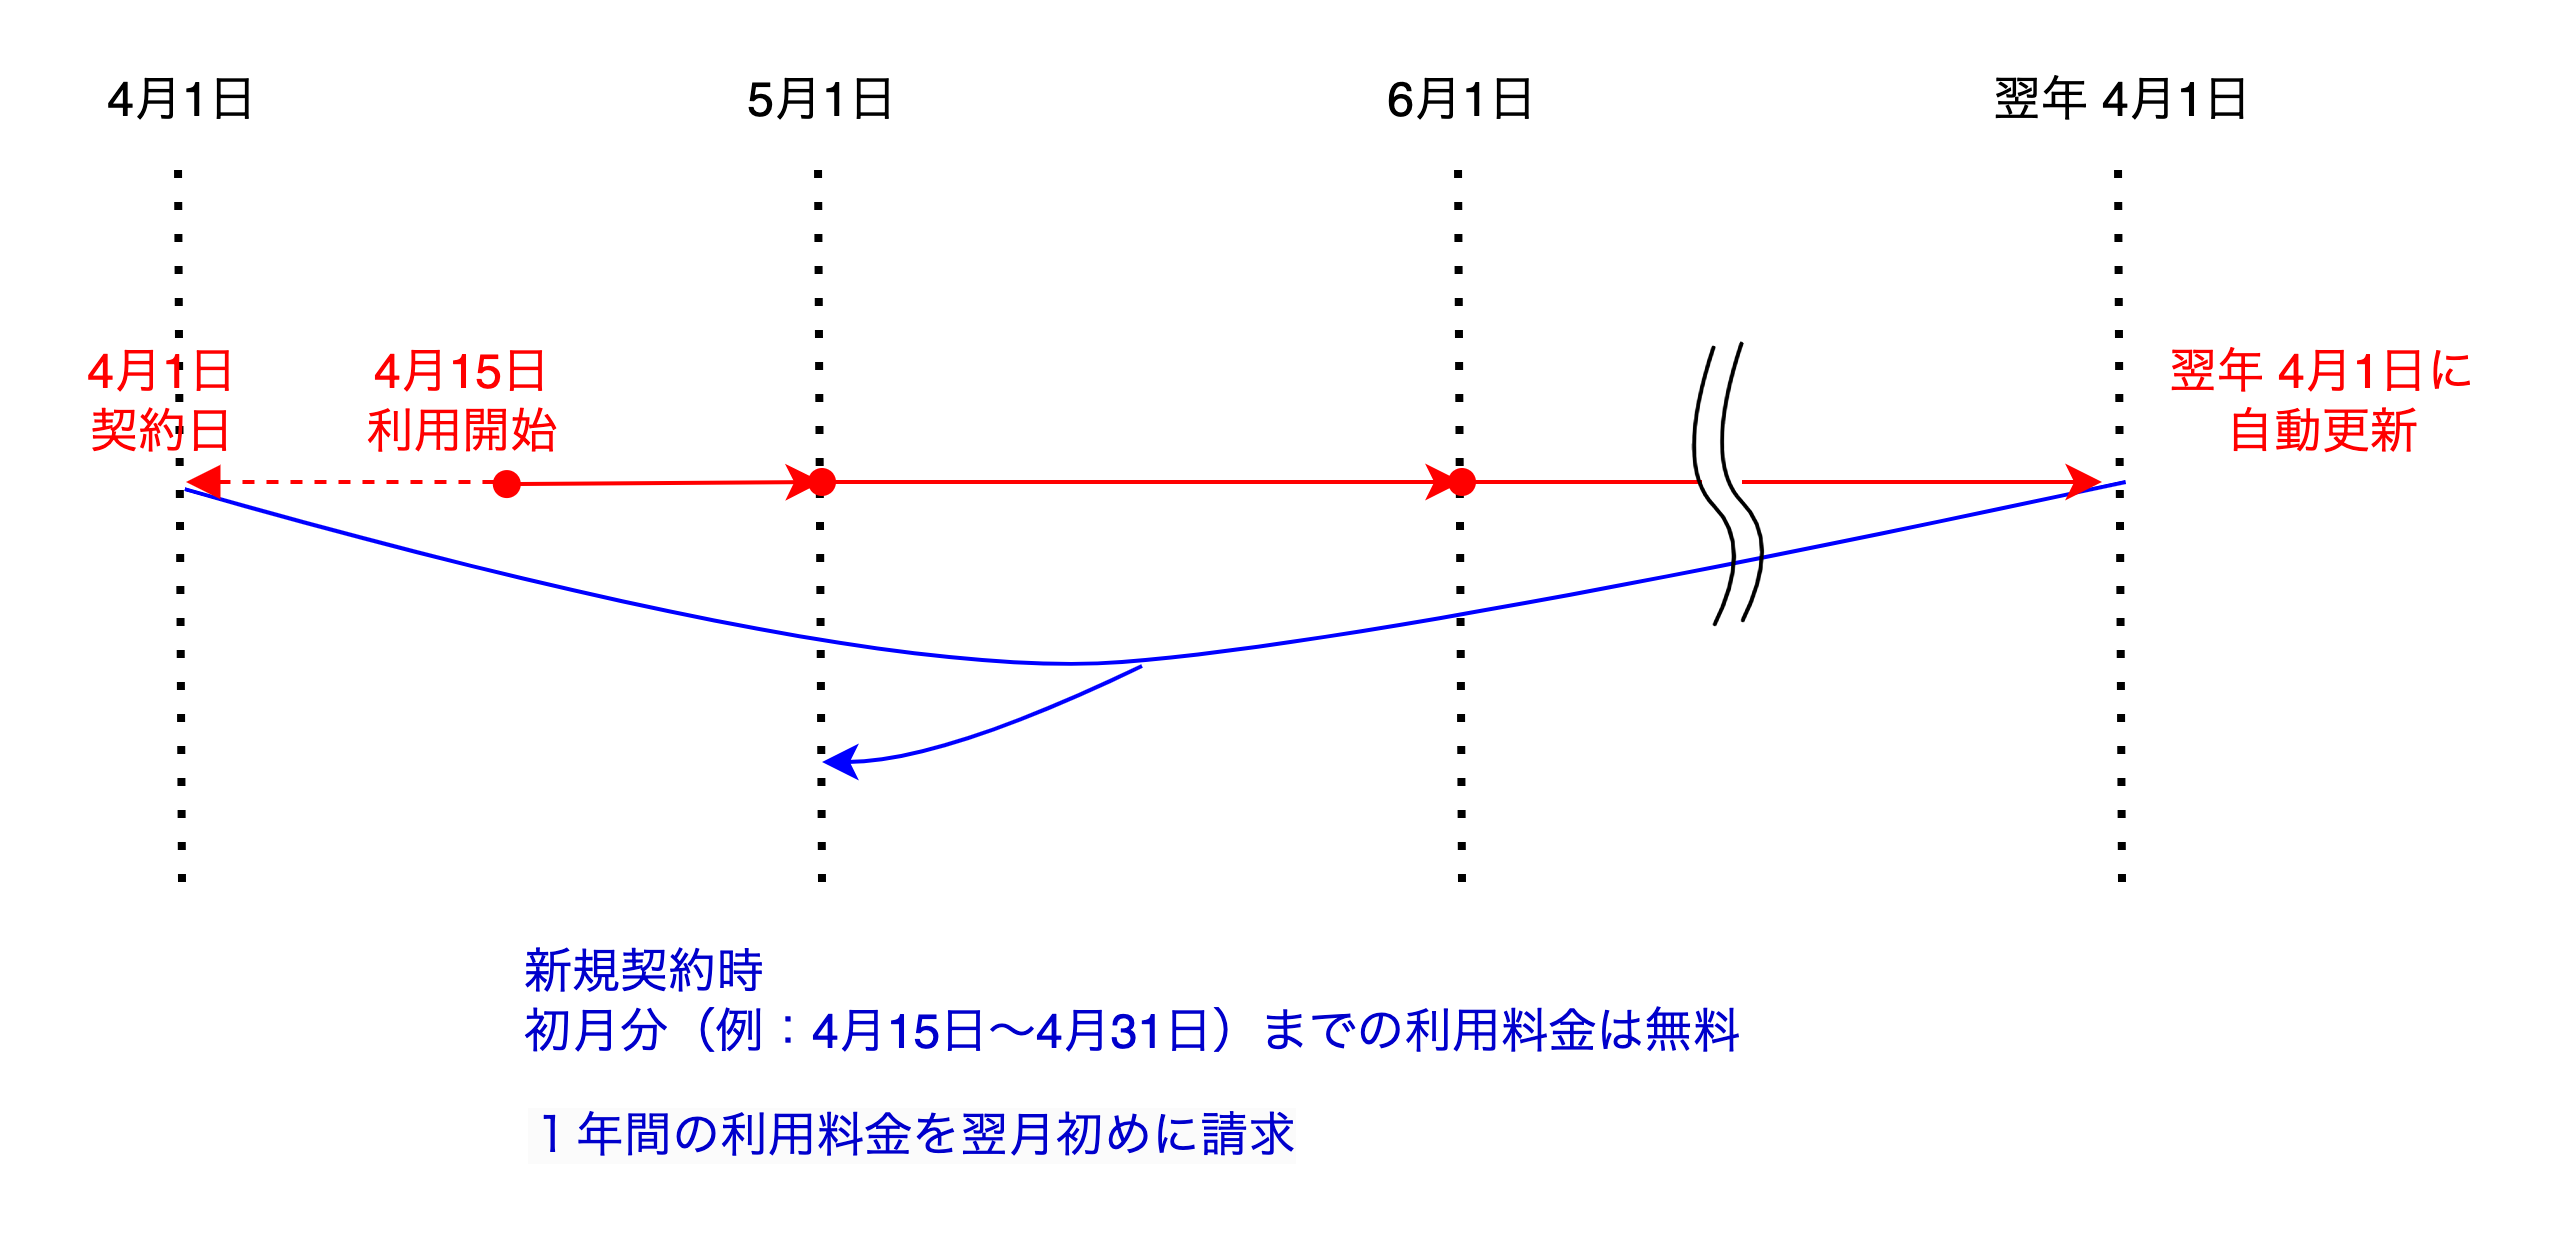 4月1日
5月1日
6月1日
翌年 4月1日
4月1日
契約日
4月15日
利用開始
翌年 4月1日に
自動更新
新規契約時
初月分（例：4月15日〜4月31日）までの利用料金は無料
１年間の利用料金を翌月初めに請求